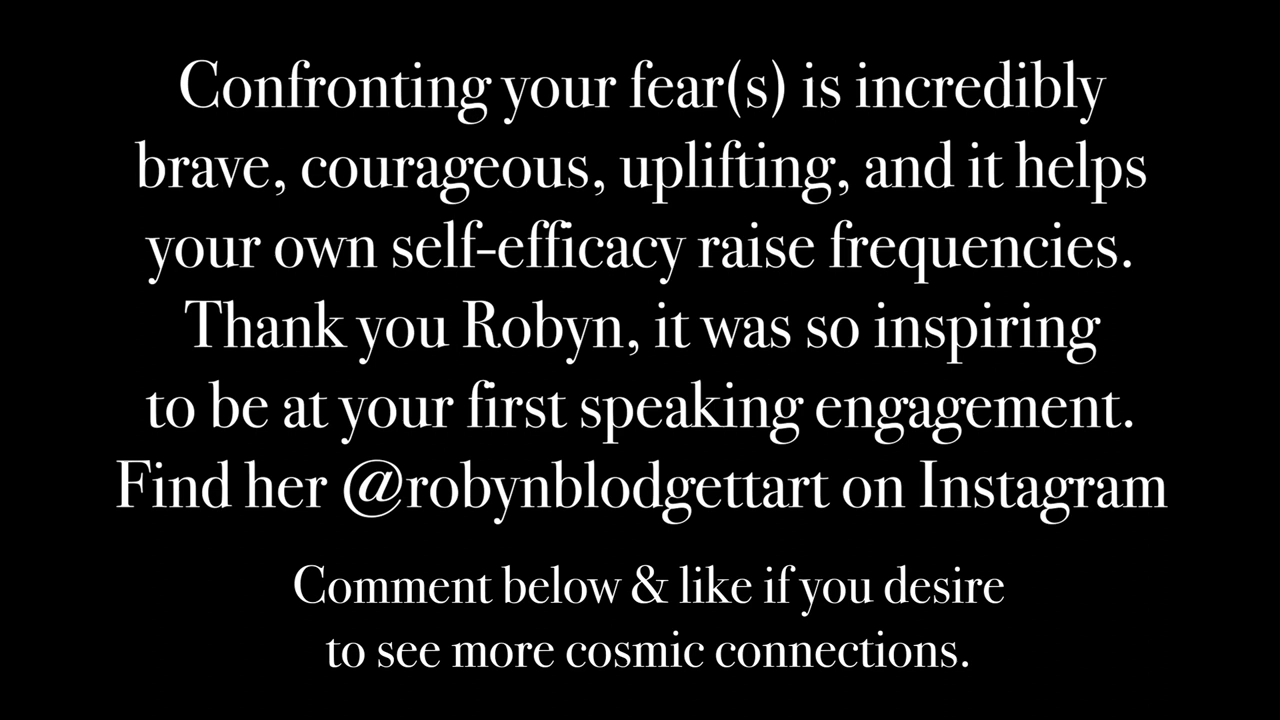 Confronting your fear(s) is incredibly
brave, courageous, uplifting, and it helps
your own self-efficacy raise frequencies.
Thank you Robyn, it was so inspiring
to be at your first speaking engagement.
Find her @robynblodgettart on Instagram
Comment below & like if you desire
to see more cosmic connections.